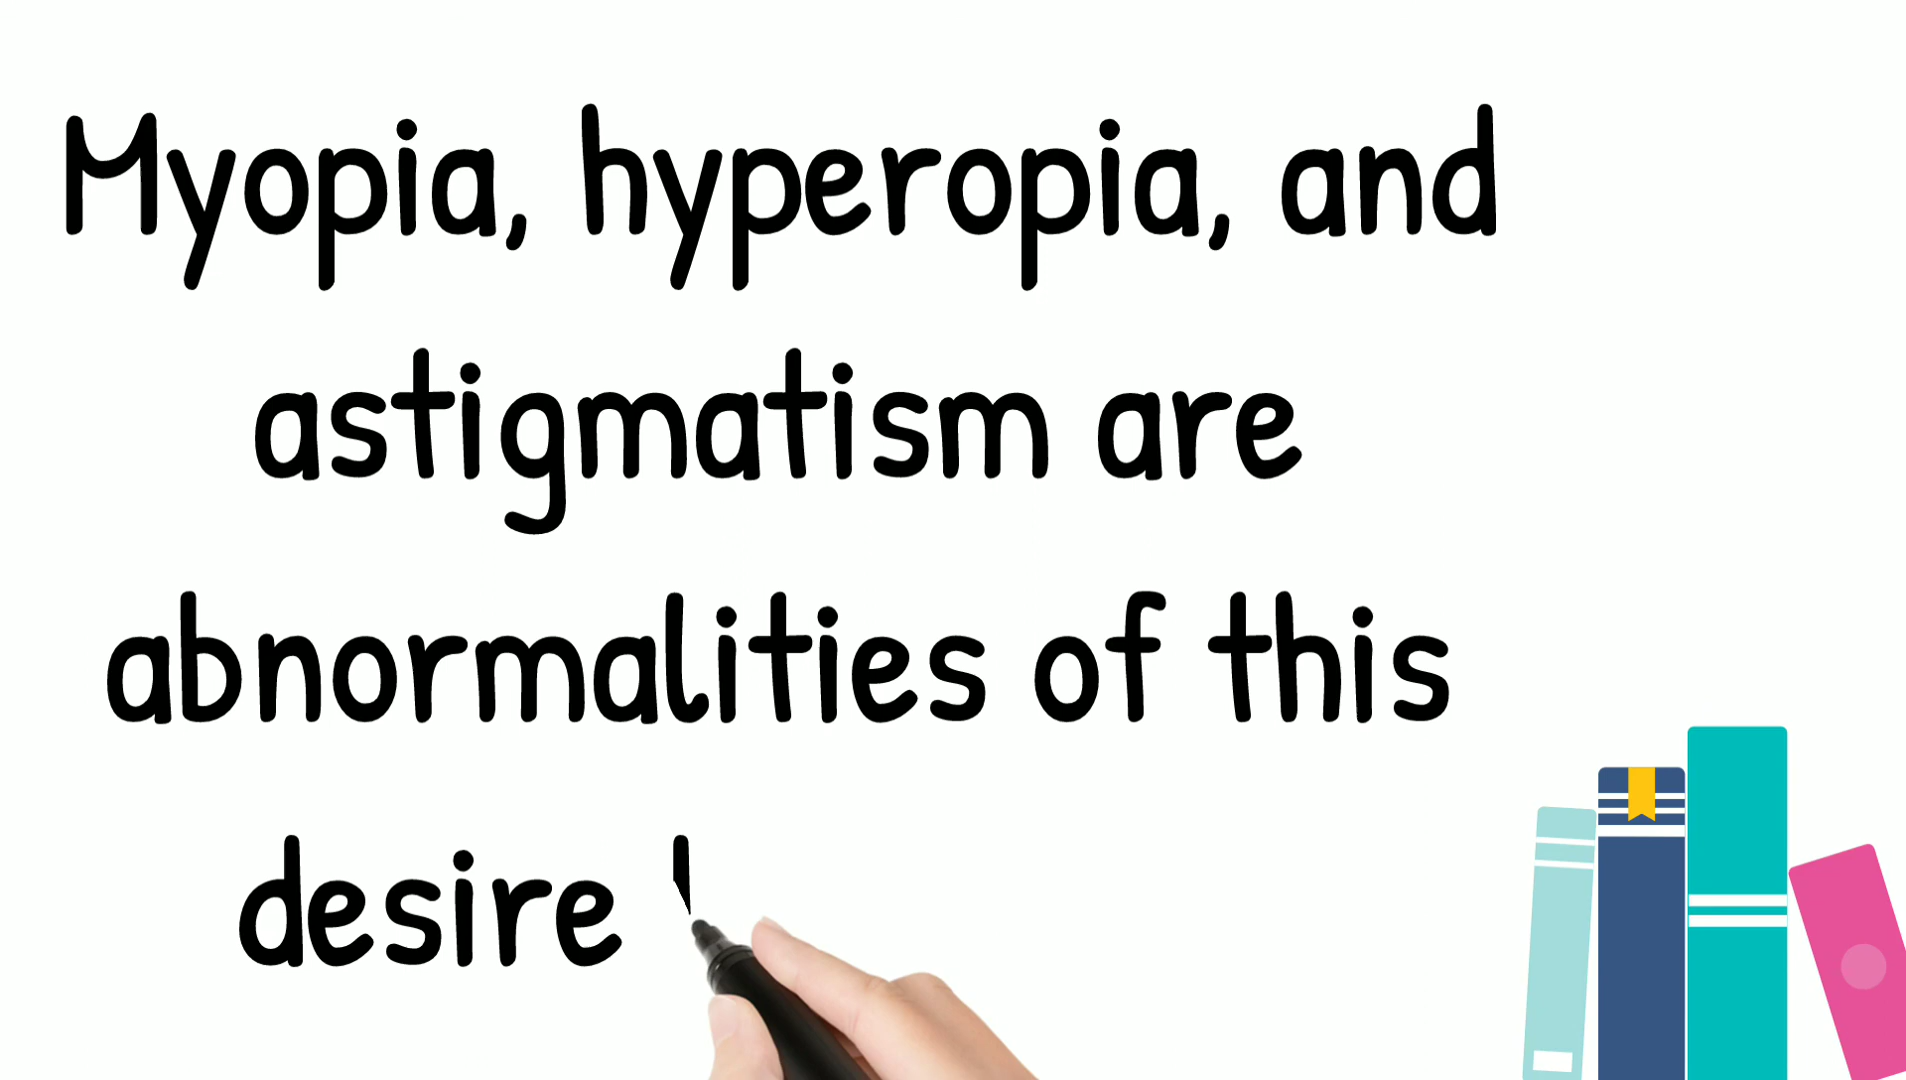 Myopia, hyperopia, and
astigmatism are
abnormalities of this
desire